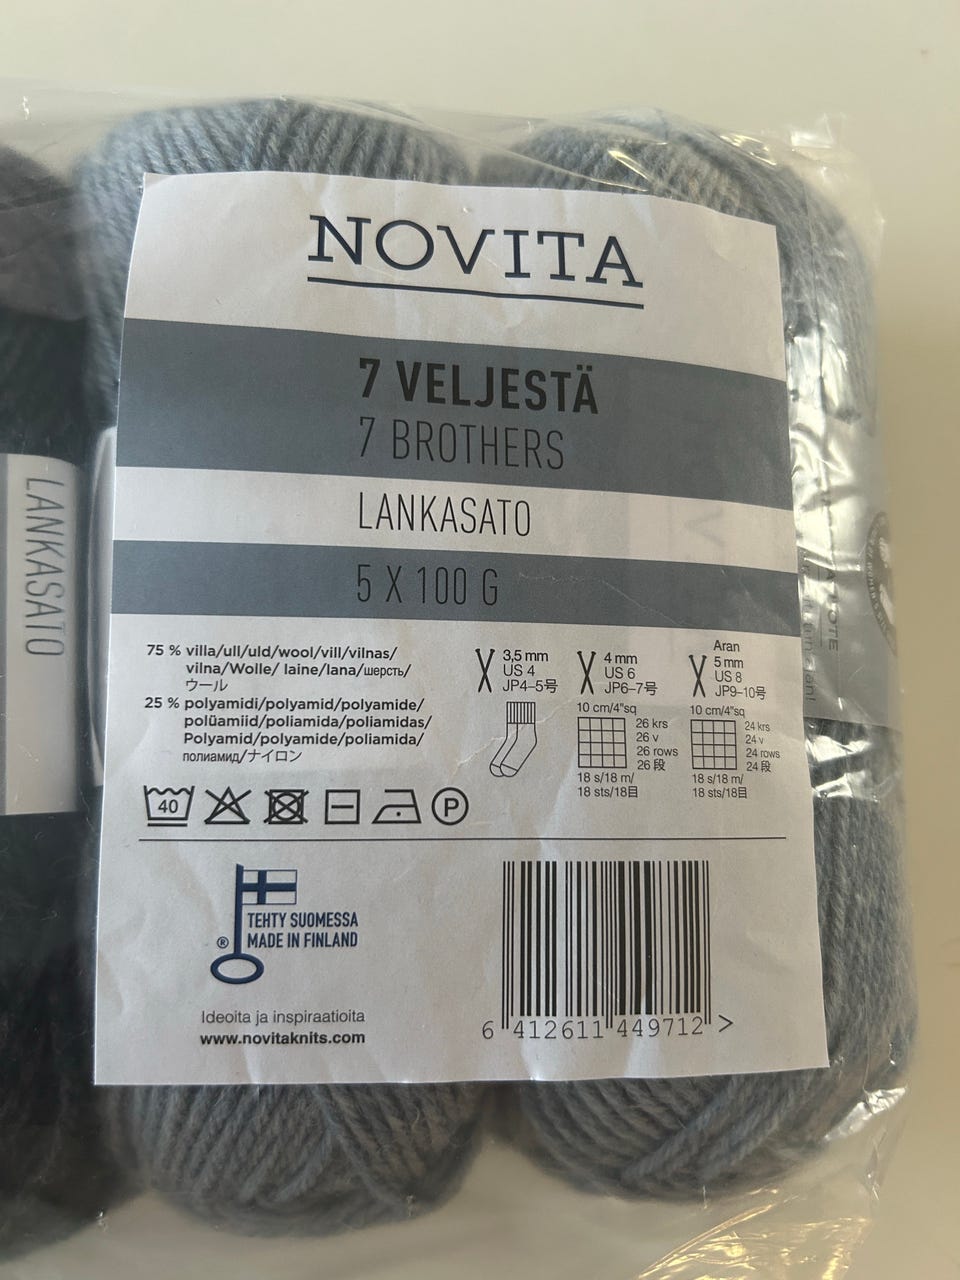 NOVITA
7 VELJESTÄ
7 BROTHERS
LANKASATO
5 X 100 G
75 % villa/ull/uld/wool/vill/vilnas/
vilna/Wolle/ laine/lana/шерсть/
ウール
25 % polyamidi/polyamid/polyamide/
polüamiid/poliamida/poliamidas/
Polyamid/polyamide/poliamida/
полиамид/ナイロン
3,5 mm
US 4
JP4–5号
4 mm
US 6
JP6–7号
10 cm/4"sq
26 krs
26 v
26 rows
26 段
18 s/18 m/
18 sts/18目
Aran
5 mm
US 8
JP9–10号
10 cm/4"sq
24 krs
24 v
24 rows
24 段
18 s/18 m/
18 sts/18目
40
P
TEHTY SUOMESSA
® MADE IN FINLAND
Ideoita ja inspiraatioita
www.novitaknits.com
6 412611 449712 >
LANKASATO